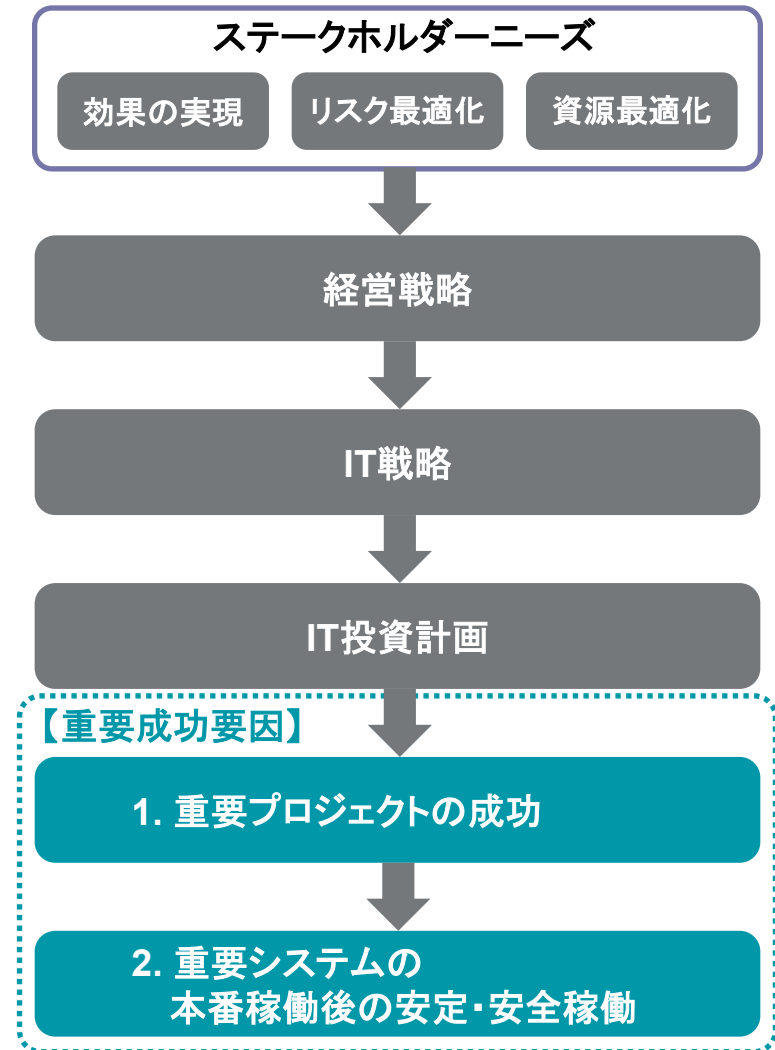 ステークホルダーニーズ
効果の実現
リスク最適化
資源最適化
経営戦略
IT戦略
IT投資計画
【重要成功要因】
1. 重要プロジェクトの成功
2. 重要システムの
本番稼働後の安定・安全稼働